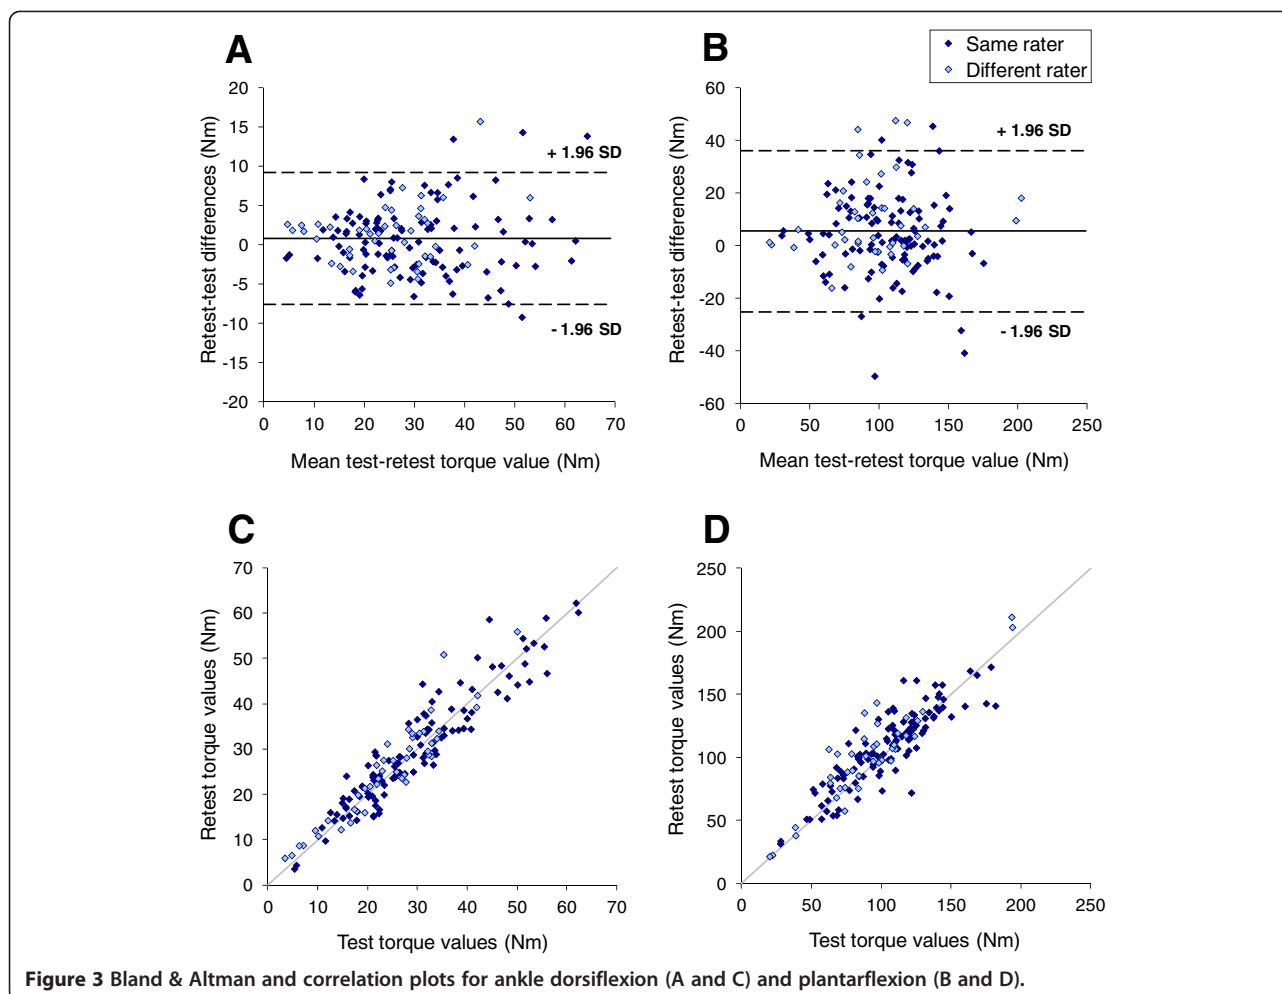 A
B
Same rater
Different rater
Retest-test differences (Nm)
20
15
10
5
0
-5
-10
-15
-20
+ 1.96 SD
- 1.96 SD
0 10 20 30 40 50 60 70
Mean test-retest torque value (Nm)
Retest-test differences (Nm)
60
40
20
0
-20
-40
-60
+ 1.96 SD
- 1.96 SD
0 50 100 150 200 250
Mean test-retest torque value (Nm)
C
D
Retest torque values (Nm)
70
60
50
40
30
20
10
0
0 10 20 30 40 50 60 70
Test torque values (Nm)
Retest torque values (Nm)
250
200
150
100
50
0
0 50 100 150 200 250
Test torque values (Nm)
Figure 3 Bland & Altman and correlation plots for ankle dorsiflexion (A and C) and plantarflexion (B and D).